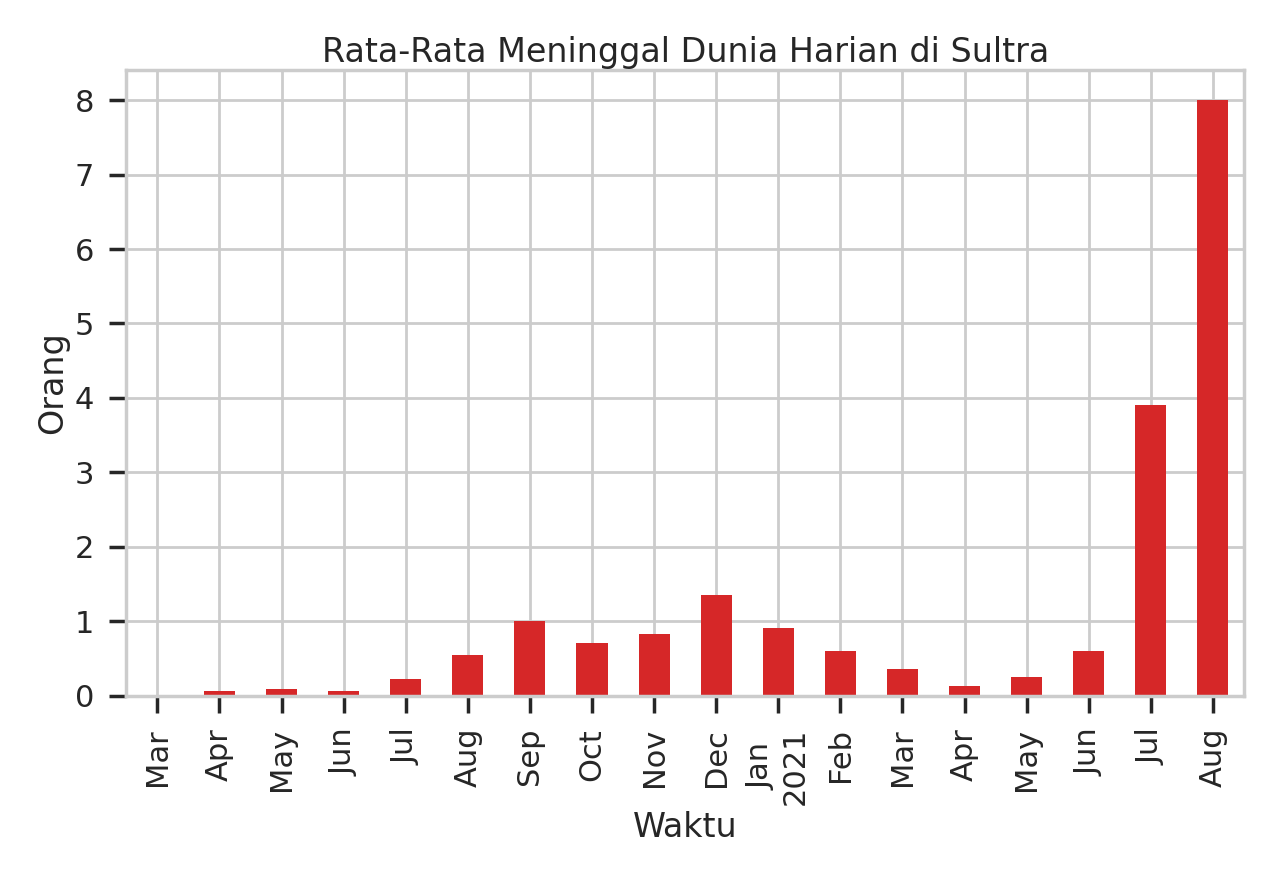 Rata-Rata Meninggal Dunia Harian di Sultra
Orang
8
7
6
5
4
3
2
1
0
Mar
Apr
May
Jun
Jul
Aug
Sep
Oct
Nov
Dec
Jan
2021
Feb
Mar
Apr
May
Jun
Jul
Aug
Waktu